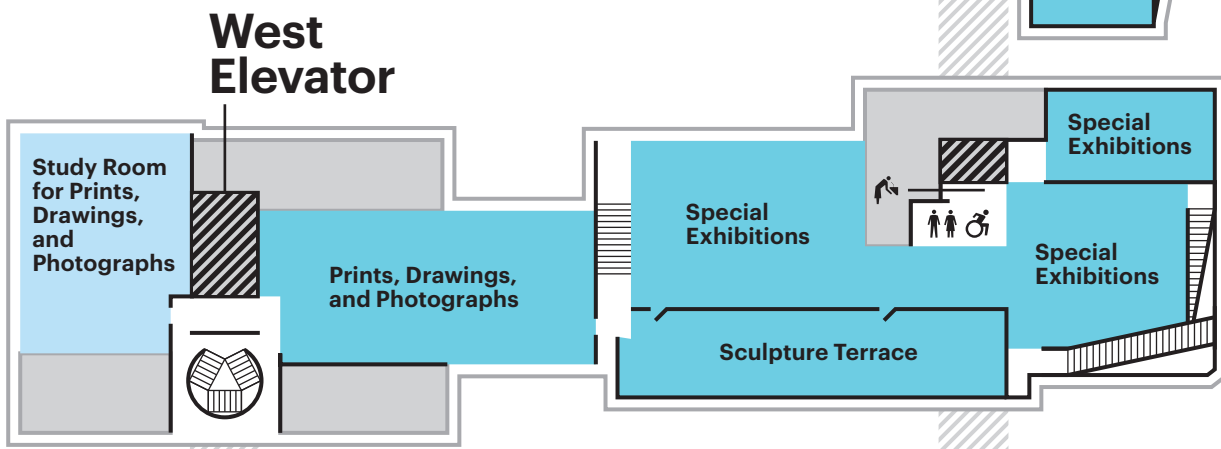 West
Elevator
Study Room
for Prints,
Drawings,
and
Photographs
Prints, Drawings,
and Photographs
Special
Exhibitions
Special
Exhibitions
Special
Exhibitions
Sculpture Terrace